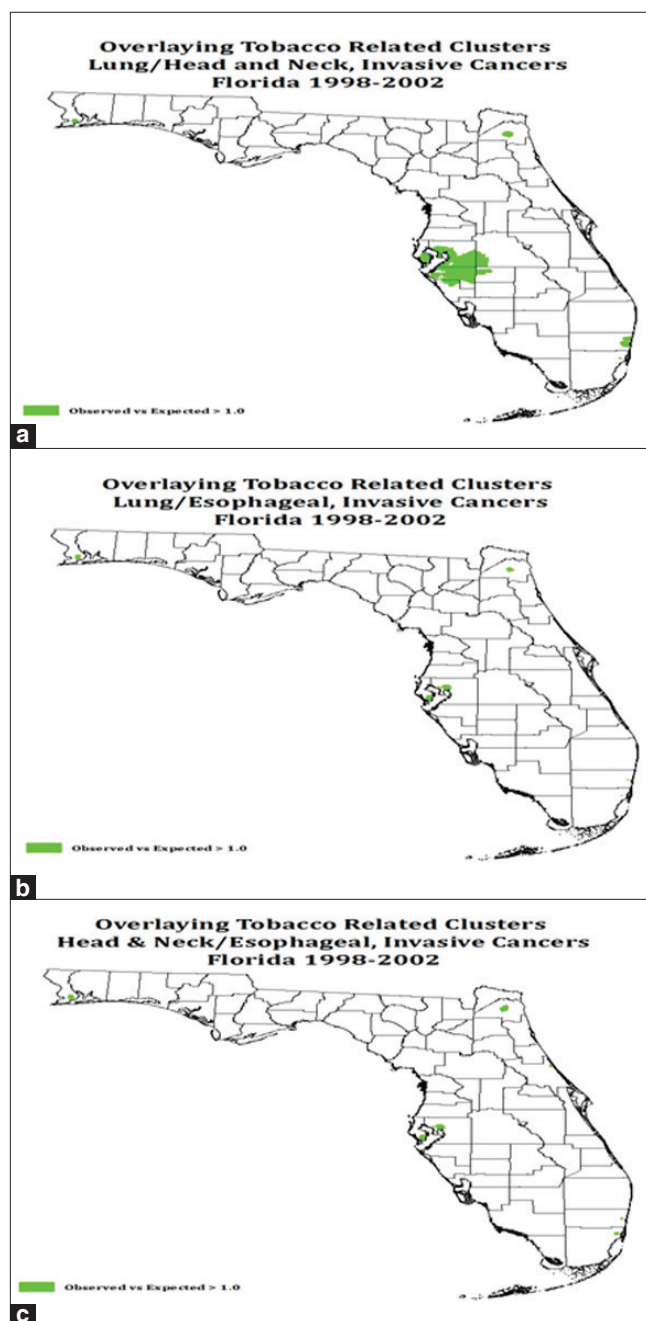 Overlaying Tobacco Related Clusters
Lung/Head and Neck, Invasive Cancers
Florida 1998-2002
Observed vs Expected > 1.0
a
Overlaying Tobacco Related Clusters
Lung/Esophageal, Invasive Cancers
Florida 1998-2002
Observed vs Expected > 1.0
b
Overlaying Tobacco Related Clusters
Head & Neck/Esophageal, Invasive Cancers
Florida 1998-2002
Observed vs Expected > 1.0
c